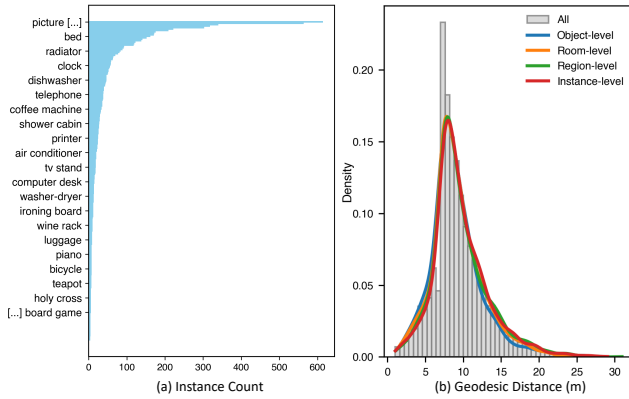 picture [...]
bed
radiator
clock
dishwasher
telephone
coffee machine
shower cabin
printer
air conditioner
tv stand
computer desk
washer-dryer
ironing board
wine rack
luggage
piano
bicycle
teapot
holy cross
[...] board game
0 100 200 300 400 500 600
(a) Instance Count
Density
0.20
0.15
0.10
0.05
0.00
All
Object-level
Room-level
Region-level
Instance-level
0 5 10 15 20 25 30
(b) Geodesic Distance (m)